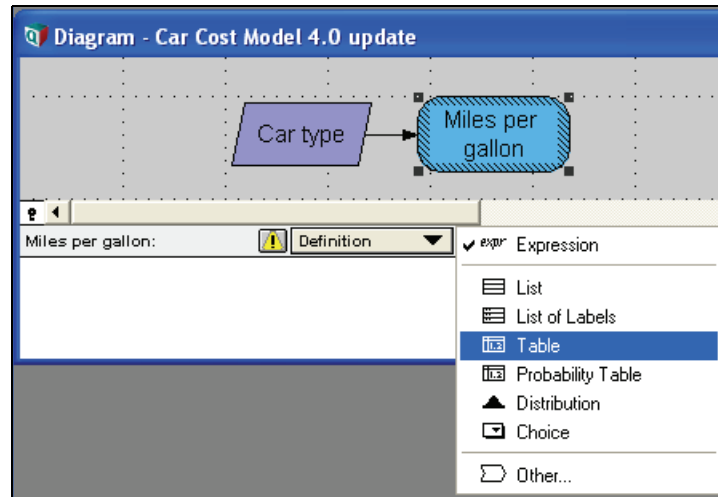 Diagram - Car Cost Model 4.0 update
Car type
Miles per
gallon
Miles per gallon:
Definition
expr Expression
List
List of Labels
Table
Probability Table
Distribution
Choice
Other...